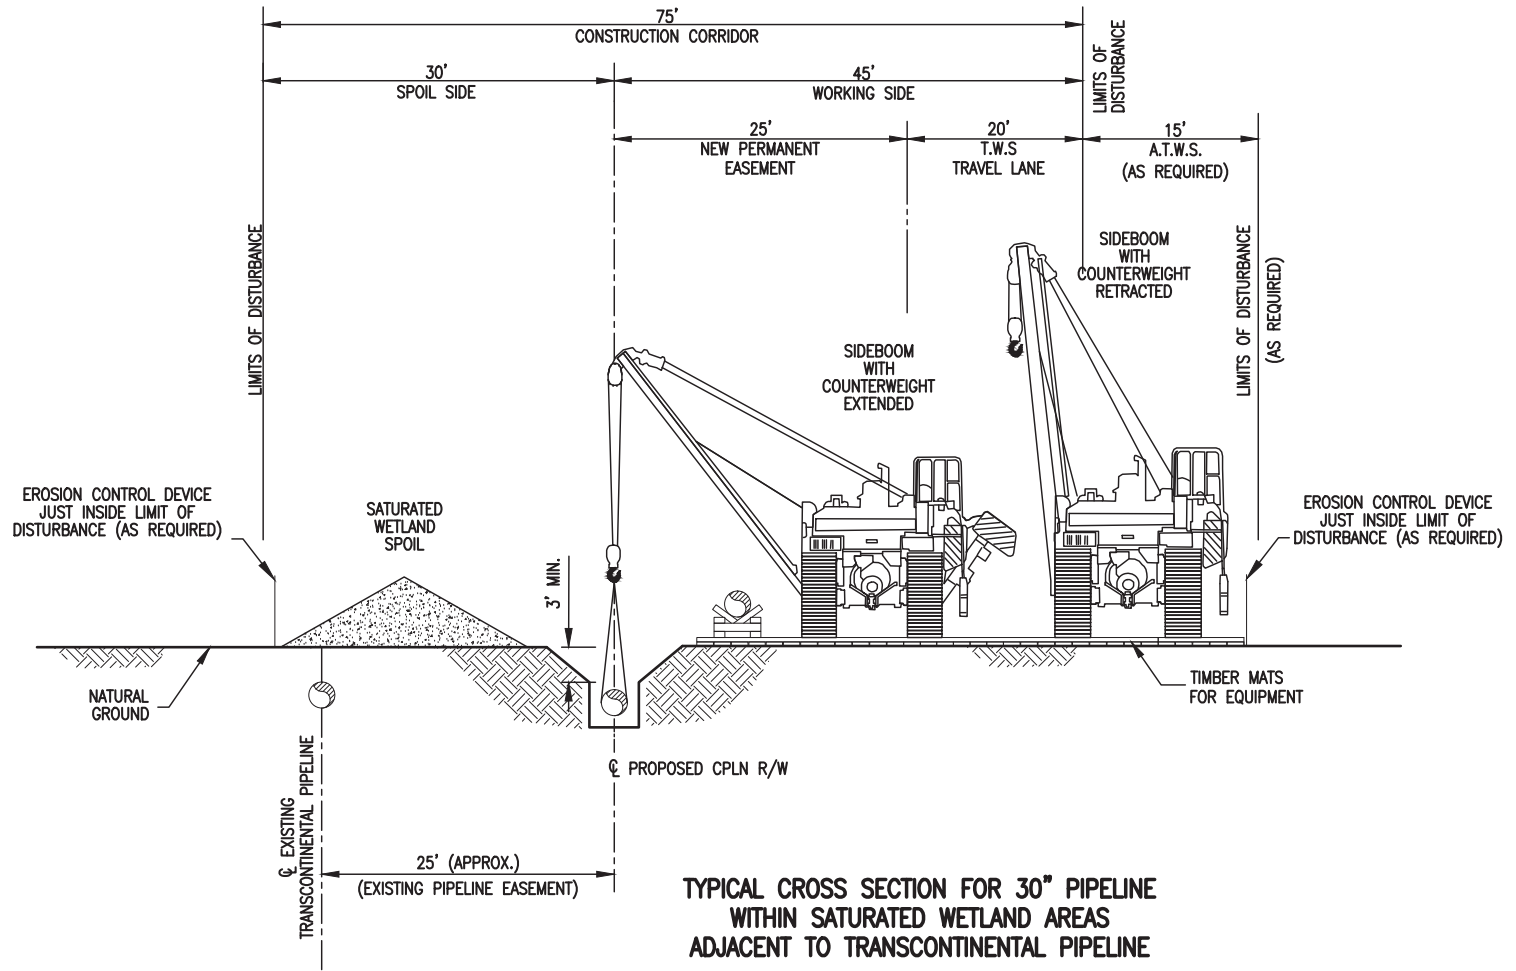 75'
CONSTRUCTION CORRIDOR
30'
SPOIL SIDE
45'
WORKING SIDE
LIMITS OF
DISTURBANCE
25'
NEW PERMANENT
EASEMENT
20'
T.W.S
TRAVEL LANE
15'
A.T.W.S.
(AS REQUIRED)
LIMITS OF DISTURBANCE
SIDEBOOM
WITH
COUNTERWEIGHT
RETRACTED
LIMITS OF DISTURBANCE
(AS REQUIRED)
SIDEBOOM
WITH
COUNTERWEIGHT
EXTENDED
EROSION CONTROL DEVICE
JUST INSIDE LIMIT OF
DISTURBANCE (AS REQUIRED)
SATURATED
WETLAND
SPOIL
3' MIN.
EROSION CONTROL DEVICE
JUST INSIDE LIMIT OF
DISTURBANCE (AS REQUIRED)
NATURAL
GROUND
TIMBER MATS
FOR EQUIPMENT
℄ PROPOSED CPLN R/W
℄ EXISTING
TRANSCONTINENTAL PIPELINE
25' (APPROX.)
(EXISTING PIPELINE EASEMENT)
TYPICAL CROSS SECTION FOR 30" PIPELINE
WITHIN SATURATED WETLAND AREAS
ADJACENT TO TRANSCONTINENTAL PIPELINE